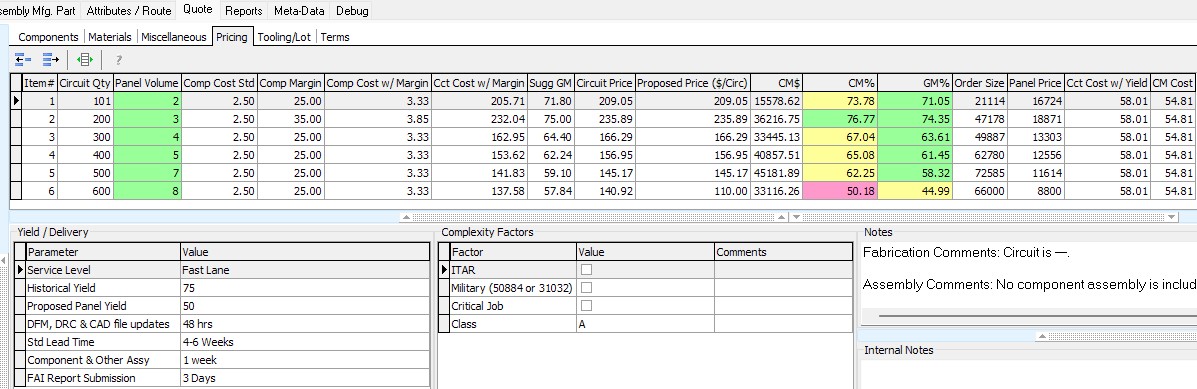 sembly Mfg. Part Attributes / Route Quote Reports Meta-Data Debug
Components Materials Miscellaneous Pricing Tooling/Lot Terms
?
Item # Circuit Qty Panel Volume Comp Cost Std Comp Margin Comp Cost w/ Margin Cct Cost w/ Margin Sugg GM Circuit Price Proposed Price ($/Circ) CM$ CM% GM% Order Size Panel Price Cct Cost w/ Yield CM Cost
1 101 2 2.50 25.00 3.33 205.71 71.80 209.05 209.05 15578.62 73.78 71.05 21114 16724 58.01 54.81
2 200 3 2.50 35.00 3.85 232.04 75.00 235.89 235.89 36216.75 76.77 74.35 47178 18871 58.01 54.81
3 300 4 2.50 25.00 3.33 162.95 64.40 166.29 166.29 33445.13 67.04 63.61 49887 13303 58.01 54.81
4 400 5 2.50 25.00 3.33 153.62 62.24 156.95 156.95 40857.51 65.08 61.45 62780 12556 58.01 54.81
5 500 7 2.50 25.00 3.33 141.83 59.10 145.17 145.17 45181.89 62.25 58.32 72585 11614 58.01 54.81
6 600 8 2.50 25.00 3.33 137.58 57.84 140.92 110.00 33116.26 50.18 44.99 66000 8800 58.01 54.81
Yield / Delivery
Parameter Value
Service Level Fast Lane
Historical Yield 75
Proposed Panel Yield 50
DFM, DRC & CAD file updates 48 hrs
Std Lead Time 4-6 Weeks
Component & Other Assy 1 week
FAI Report Submission 3 Days
Complexity Factors
Factor Value Comments
ITAR
Military (50884 or 31032)
Critical Job
Class A
Notes
Fabrication Comments: Circuit is —.
Assembly Comments: No component assembly is includ
Internal Notes